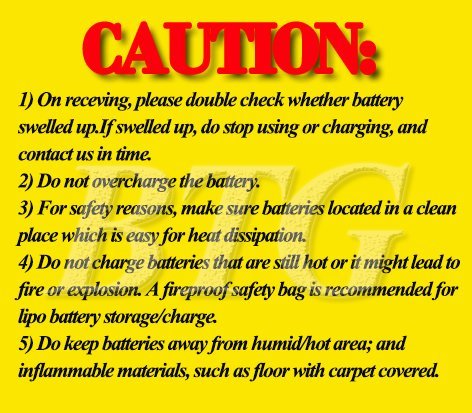 CAUTION:
1) On receving, please double check whether battery
swelled up.If swelled up, do stop using or charging, and
contact us in time.
2) Do not overcharge the battery.
3) For safety reasons, make sure batteries located in a clean
place which is easy for heat dissipation.
4) Do not charge batteries that are still hot or it might lead to
fire or explosion. A fireproof safety bag is recommended for
lipo battery storage/charge.
5) Do keep batteries away from humid/hot area; and
inflammable materials, such as floor with carpet covered.
BTG